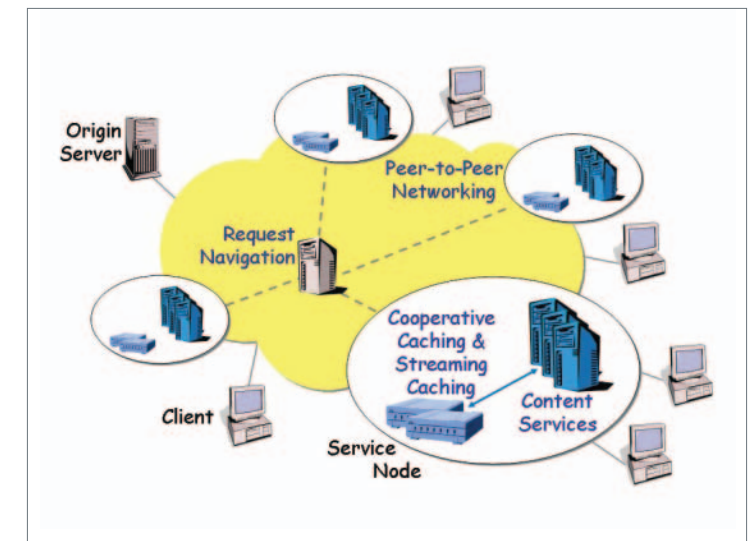 Origin
Server
Peer-to-Peer
Networking
Request
Navigation
Cooperative
Caching &
Streaming
Caching
Content
Services
Client
Service
Node